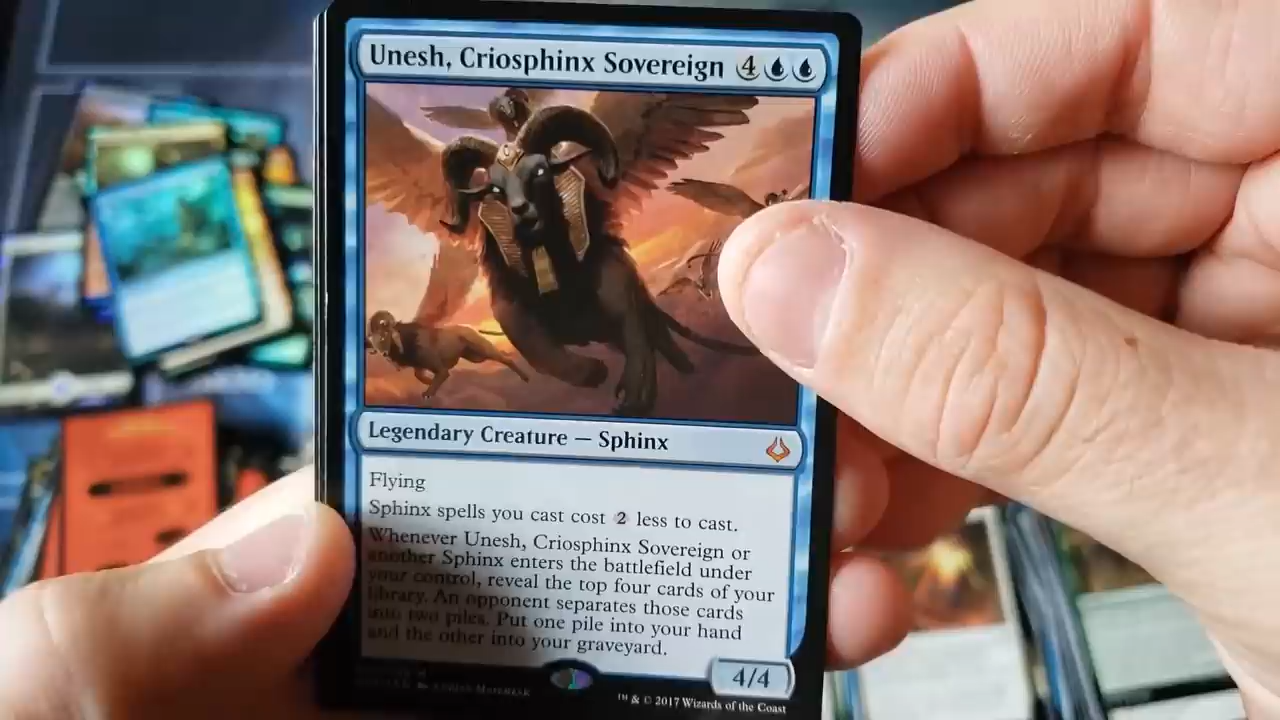 Unesh, Criosphinx Sovereign 4
Legendary Creature — Sphinx
Flying
Sphinx spells you cast cost 2 less to cast.
Whenever Unesh, Criosphinx Sovereign or
another Sphinx enters the battlefield under
your control, reveal the top four cards of your
library. An opponent separates those cards
into two piles. Put one pile into your hand
and the other into your graveyard.
4/4
™ & © 2017 Wizards of the Coast